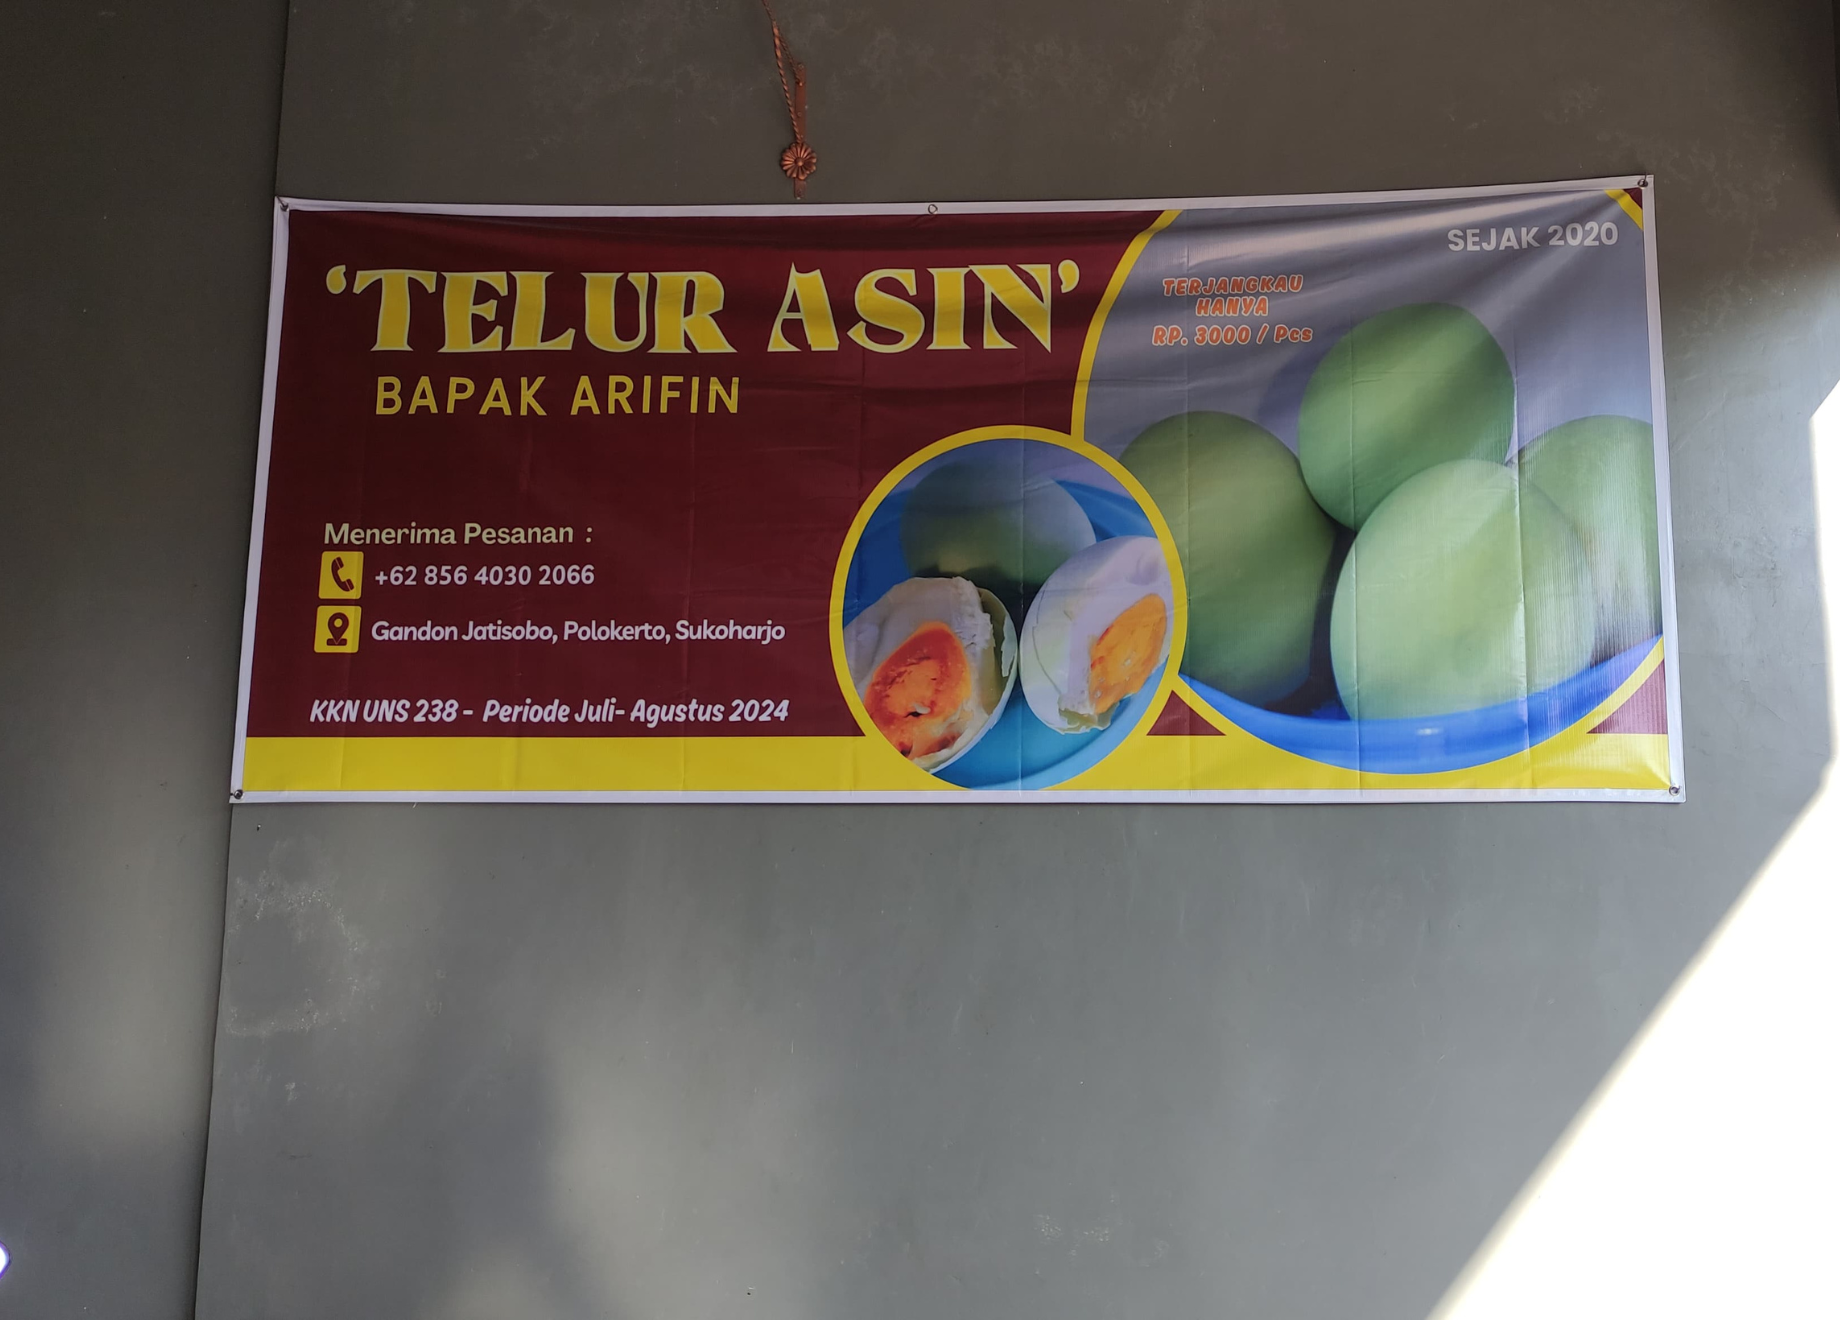 'TELUR ASIN'
BAPAK ARIFIN
Menerima Pesanan :
+62 856 4030 2066
Gandon Jatisobo, Polokerto, Sukoharjo
KKN UNS 238 - Periode Juli- Agustus 2024
SEJAK 2020
TERJANGKAU
HANYA
RP. 3000 / Pcs